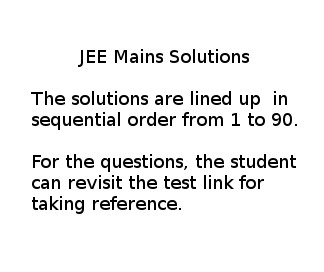 JEE Mains Solutions
The solutions are lined up  in
sequential order from 1 to 90.
For the questions, the student
can revisit the test link for
taking reference.